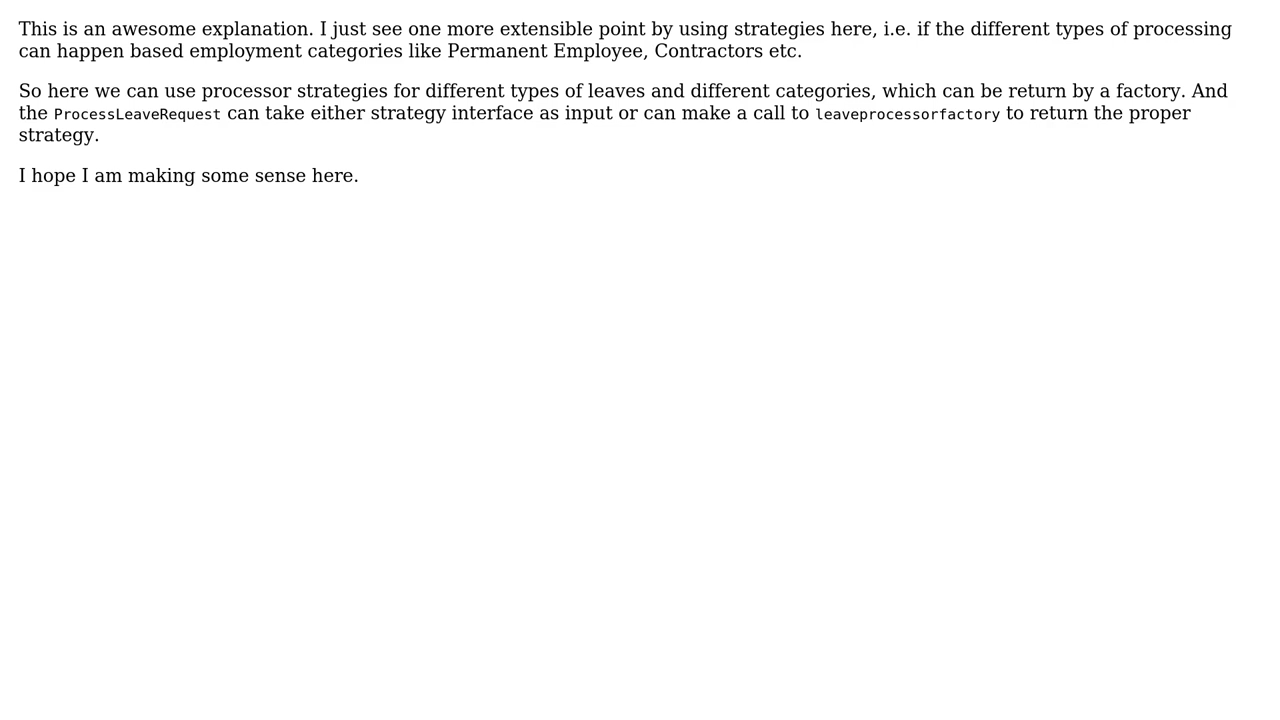 This is an awesome explanation. I just see one more extensible point by using strategies here, i.e. if the different types of processing
can happen based employment categories like Permanent Employee, Contractors etc.
So here we can use processor strategies for different types of leaves and different categories, which can be return by a factory. And
the ProcessLeaveRequest can take either strategy interface as input or can make a call to leaveprocessorfactory to return the proper
strategy.
I hope I am making some sense here.